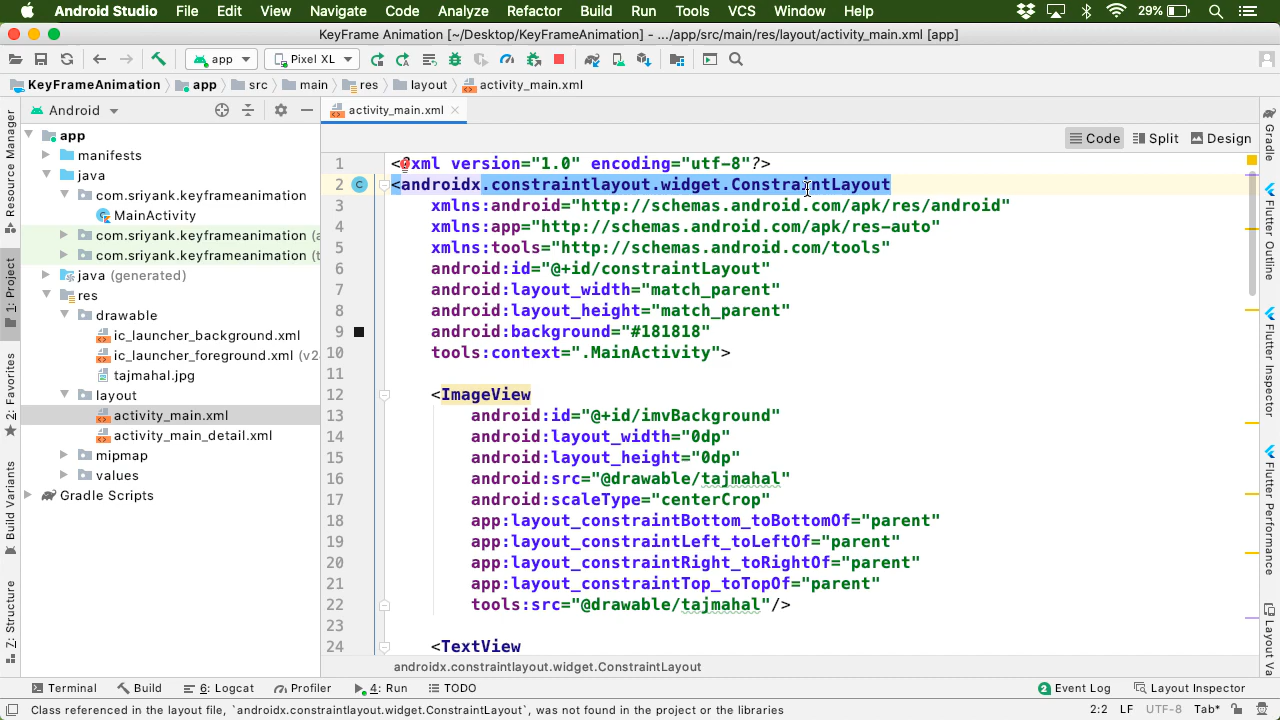 Android Studio File Edit View Navigate Code Analyze Refactor Build Run Tools VCS Window Help 29%
KeyFrame Animation [~/Desktop/KeyFrameAnimation] - .../app/src/main/res/layout/activity_main.xml [app]
app Pixel XL
KeyFrameAnimation app src main res layout activity_main.xml
Android
activity_main.xml
Code Split Design
Resource Manager
1: Project
2: Favorites
Build Variants
Z: Structure
app
manifests
java
com.sriyank.keyframeanimation
MainActivity
com.sriyank.keyframeanimation (a
com.sriyank.keyframeanimation (t
java (generated)
res
drawable
ic_launcher_background.xml
ic_launcher_foreground.xml (v2
tajmahal.jpg
layout
activity_main.xml
activity_main_detail.xml
mipmap
values
Gradle Scripts
1 <?xml version="1.0" encoding="utf-8"?>
2 <androidx.constraintlayout.widget.ConstraintLayout
3 xmlns:android="http://schemas.android.com/apk/res/android"
4 xmlns:app="http://schemas.android.com/apk/res-auto"
5 xmlns:tools="http://schemas.android.com/tools"
6 android:id="@+id/constraintLayout"
7 android:layout_width="match_parent"
8 android:layout_height="match_parent"
9 android:background="#181818"
10 tools:context=".MainActivity">
11
12 <ImageView
13 android:id="@+id/imvBackground"
14 android:layout_width="0dp"
15 android:layout_height="0dp"
16 android:src="@drawable/tajmahal"
17 android:scaleType="centerCrop"
18 app:layout_constraintBottom_toBottomOf="parent"
19 app:layout_constraintLeft_toLeftOf="parent"
20 app:layout_constraintRight_toRightOf="parent"
21 app:layout_constraintTop_toTopOf="parent"
22 tools:src="@drawable/tajmahal"/>
23
24 <TextView
androidx.constraintlayout.widget.ConstraintLayout
Gradle
Flutter Outline
Flutter Inspector
Flutter Performance
Layout Va
Terminal Build 6: Logcat Profiler 4: Run TODO 2 Event Log Layout Inspector
Class referenced in the layout file, `androidx.constraintlayout.widget.ConstraintLayout`, was not found in the project or the libraries 2:2 LF UTF-8 Tab*